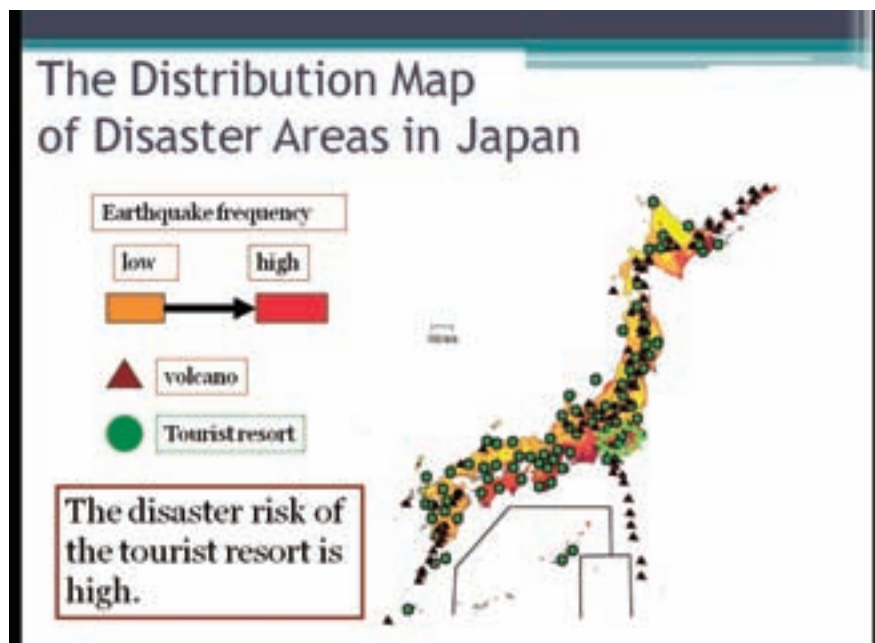 The Distribution Map
of Disaster Areas in Japan
Earthquake frequency
low
high
volcano
Tourist resort
The disaster risk of
the tourist resort is
high.